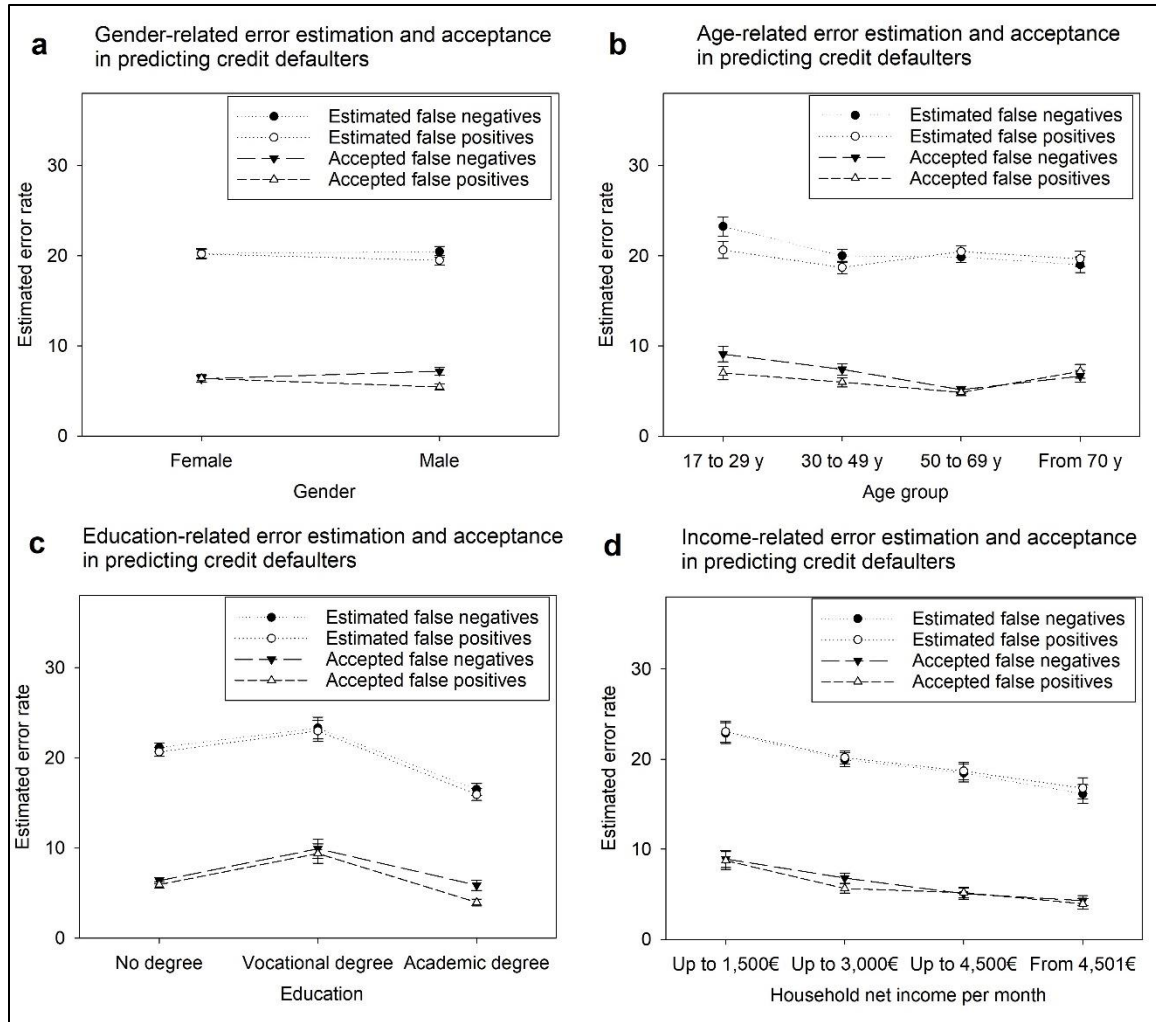 a
Gender-related error estimation and acceptance
in predicting credit defaulters
Estimated false negatives
Estimated false positives
Accepted false negatives
Accepted false positives
30
20
10
0
Estimated error rate
Female
Male
Gender
b
Age-related error estimation and acceptance
in predicting credit defaulters
Estimated false negatives
Estimated false positives
Accepted false negatives
Accepted false positives
30
20
10
0
Estimated error rate
17 to 29 y
30 to 49 y
50 to 69 y
From 70 y
Age group
c
Education-related error estimation and acceptance
in predicting credit defaulters
Estimated false negatives
Estimated false positives
Accepted false negatives
Accepted false positives
30
20
10
0
Estimated error rate
No degree
Vocational degree
Academic degree
Education
d
Income-related error estimation and acceptance
in predicting credit defaulters
Estimated false negatives
Estimated false positives
Accepted false negatives
Accepted false positives
30
20
10
0
Estimated error rate
Up to 1,500€
Up to 3,000€
Up to 4,500€
From 4,501€
Household net income per month